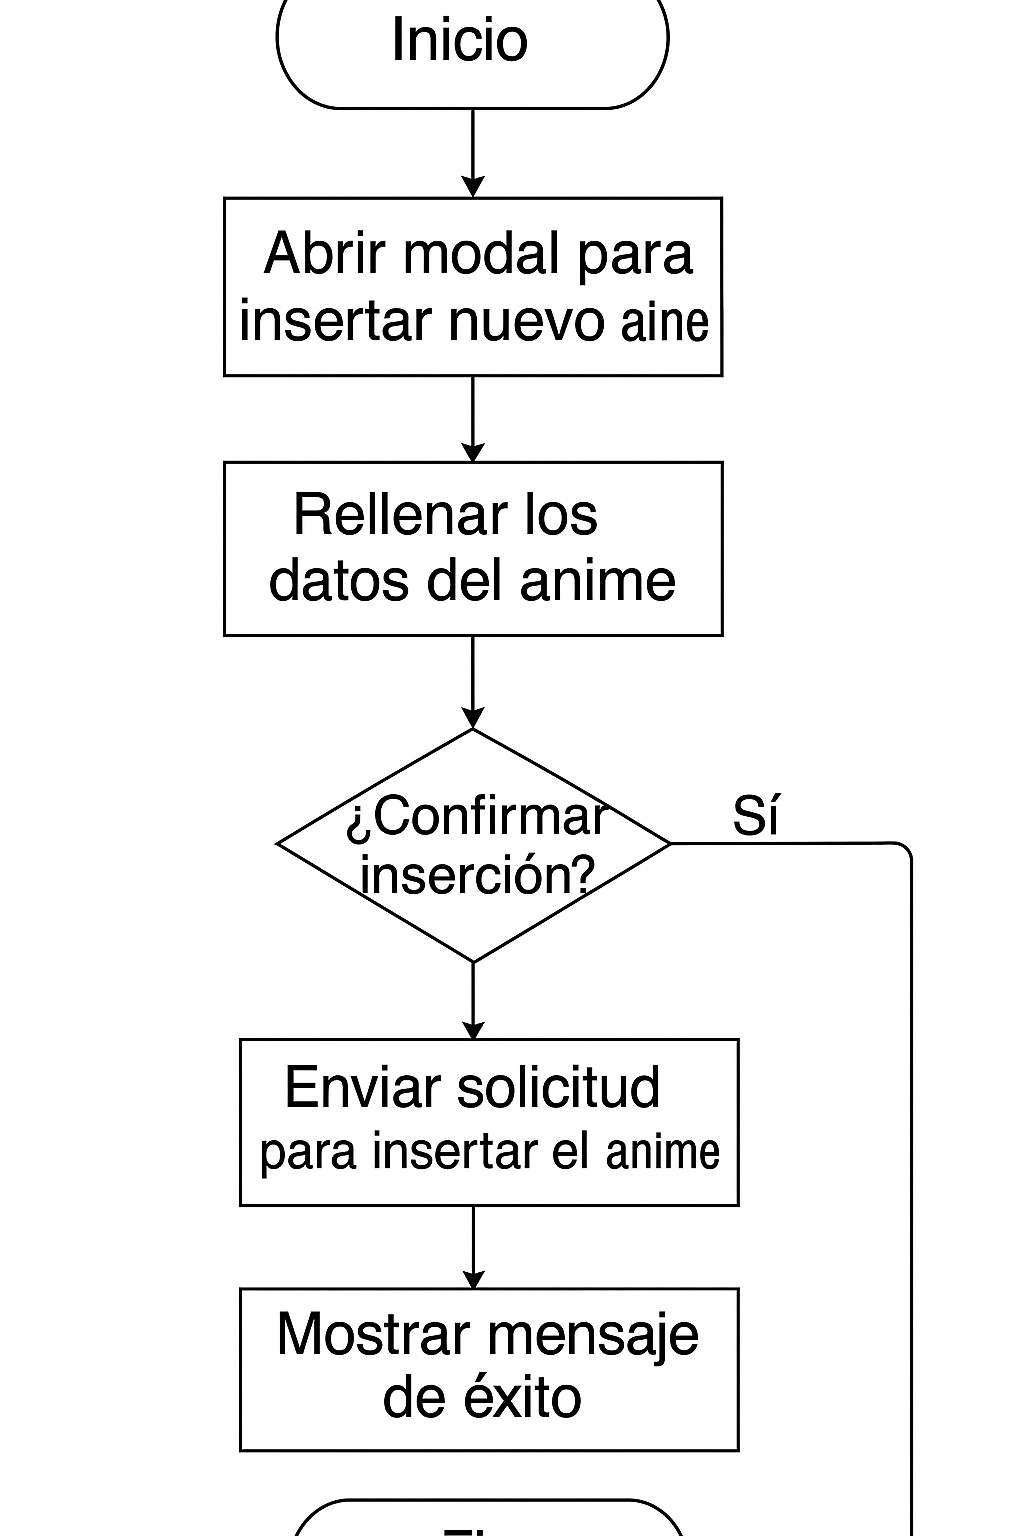 Inicio
Abrir modal para
insertar nuevo aine
Rellenar los
datos del anime
¿Confirmar
inserción?
Sí
Enviar solicitud
para insertar el anime
Mostrar mensaje
de éxito